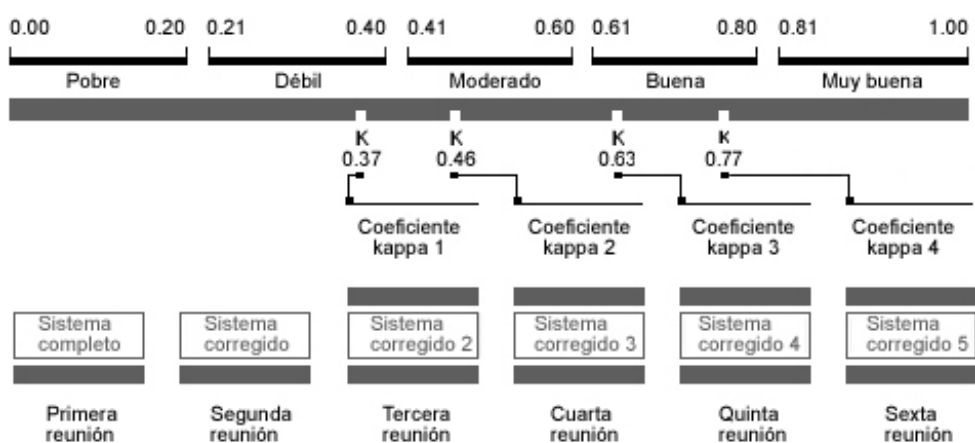 0.00 0.20 0.21 0.40 0.41 0.60 0.61 0.80 0.81 1.00
Pobre Débil Moderado Buena Muy buena
K K K K
0.37 0.46 0.63 0.77
Coeficiente kappa 1
Coeficiente kappa 2
Coeficiente kappa 3
Coeficiente kappa 4
Sistema completo
Sistema corregido
Sistema corregido 2
Sistema corregido 3
Sistema corregido 4
Sistema corregido 5
Primera reunión
Segunda reunión
Tercera reunión
Cuarta reunión
Quinta reunión
Sexta reunión